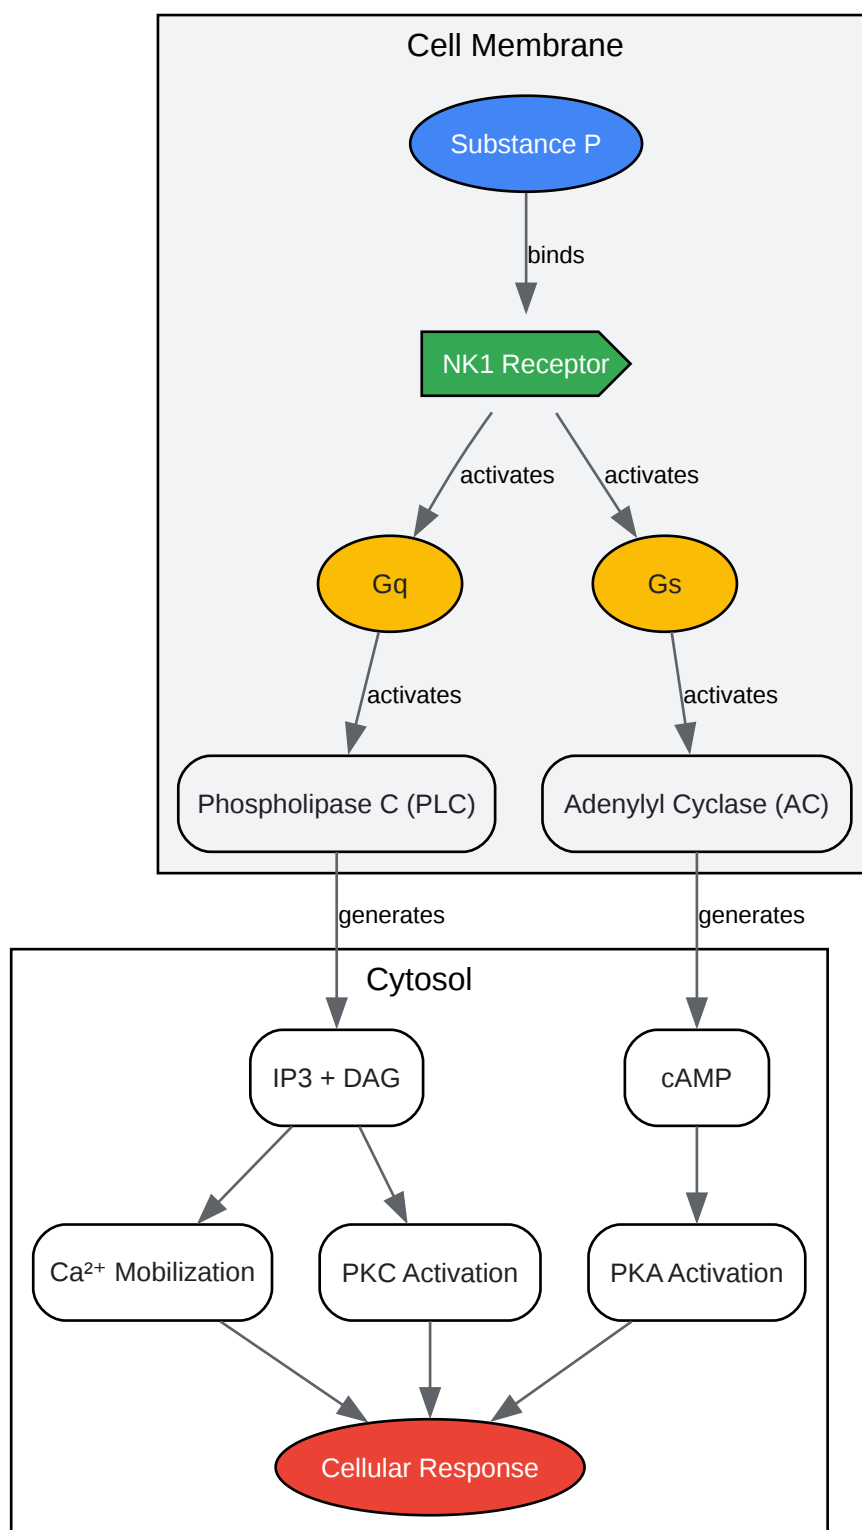 Cell Membrane
Substance P
binds
NK1 Receptor
activates
activates
Gq
Gs
activates
activates
Phospholipase C (PLC)
Adenylyl Cyclase (AC)
generates
generates
Cytosol
IP3 + DAG
cAMP
Ca²⁺ Mobilization
PKC Activation
PKA Activation
Cellular Response